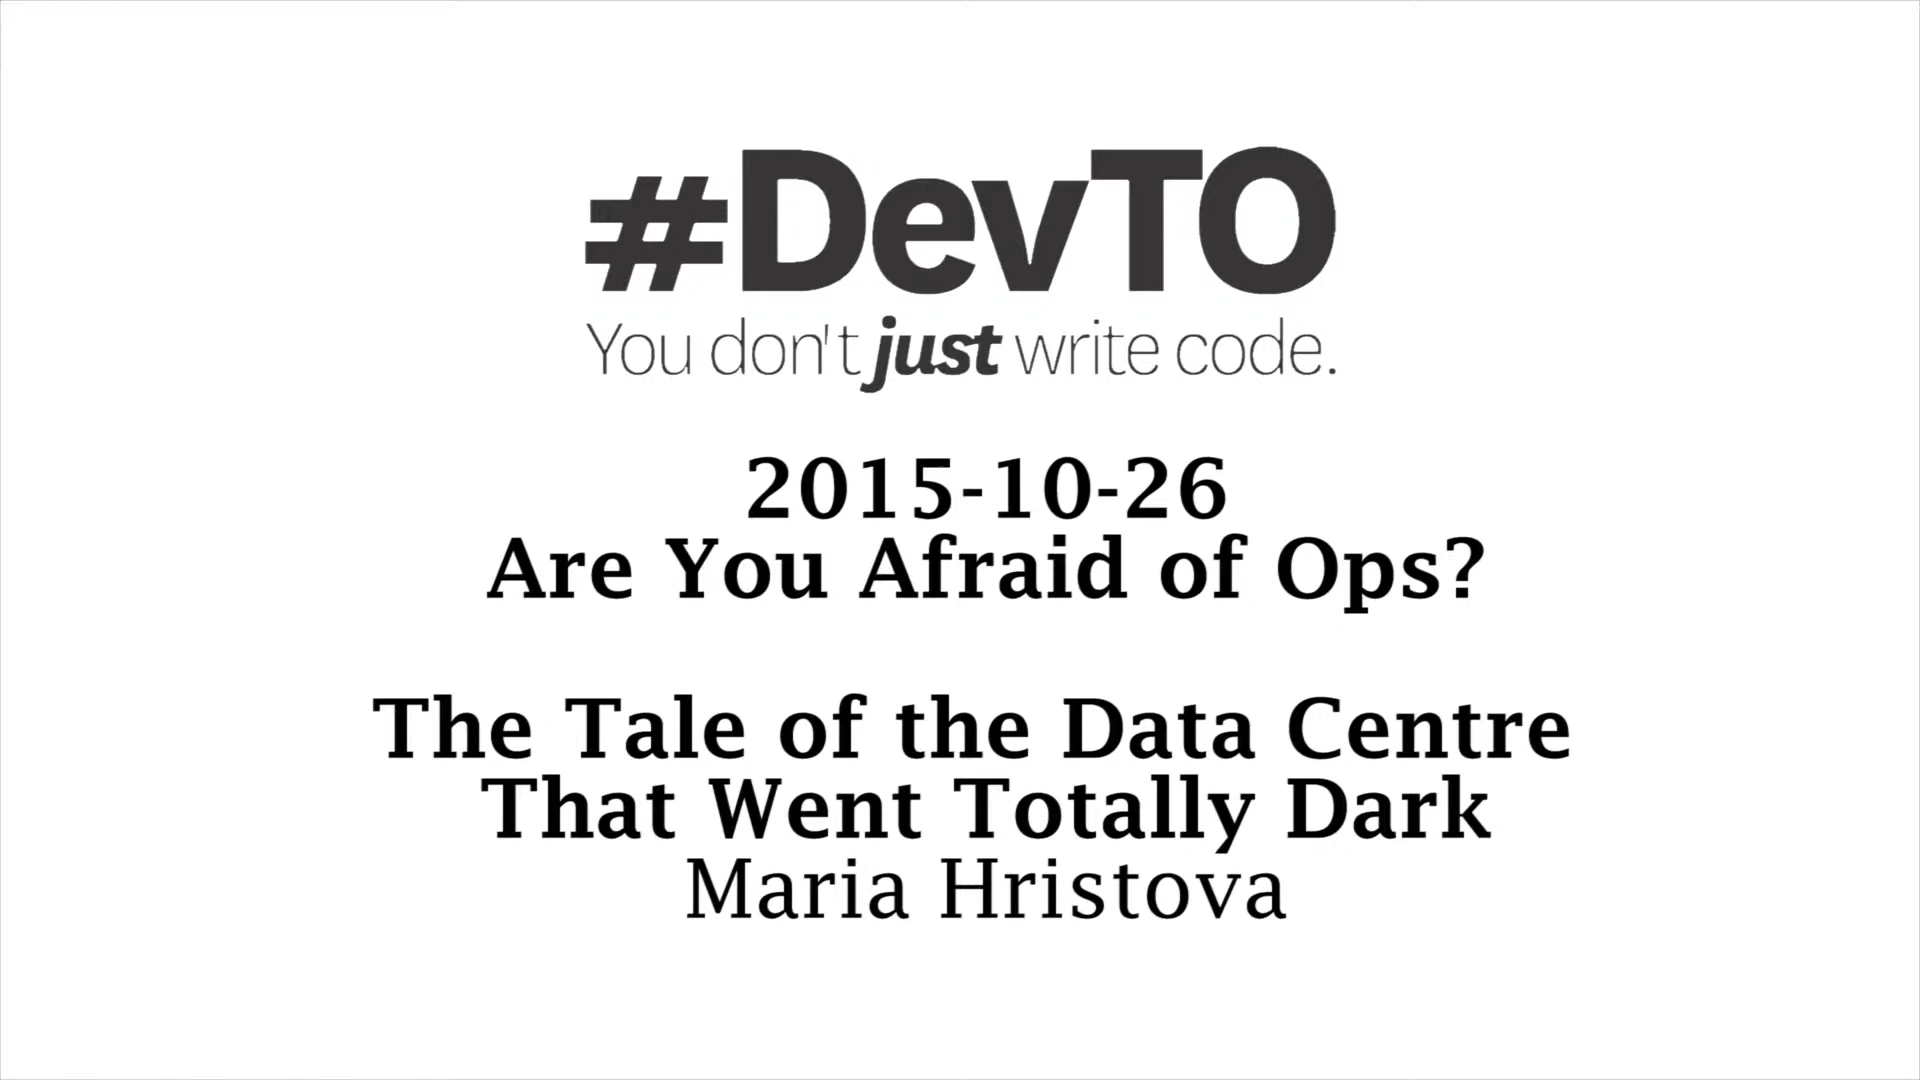 #DevTO
You don't just write code.
2015-10-26
Are You Afraid of Ops?
The Tale of the Data Centre
That Went Totally Dark
Maria Hristova